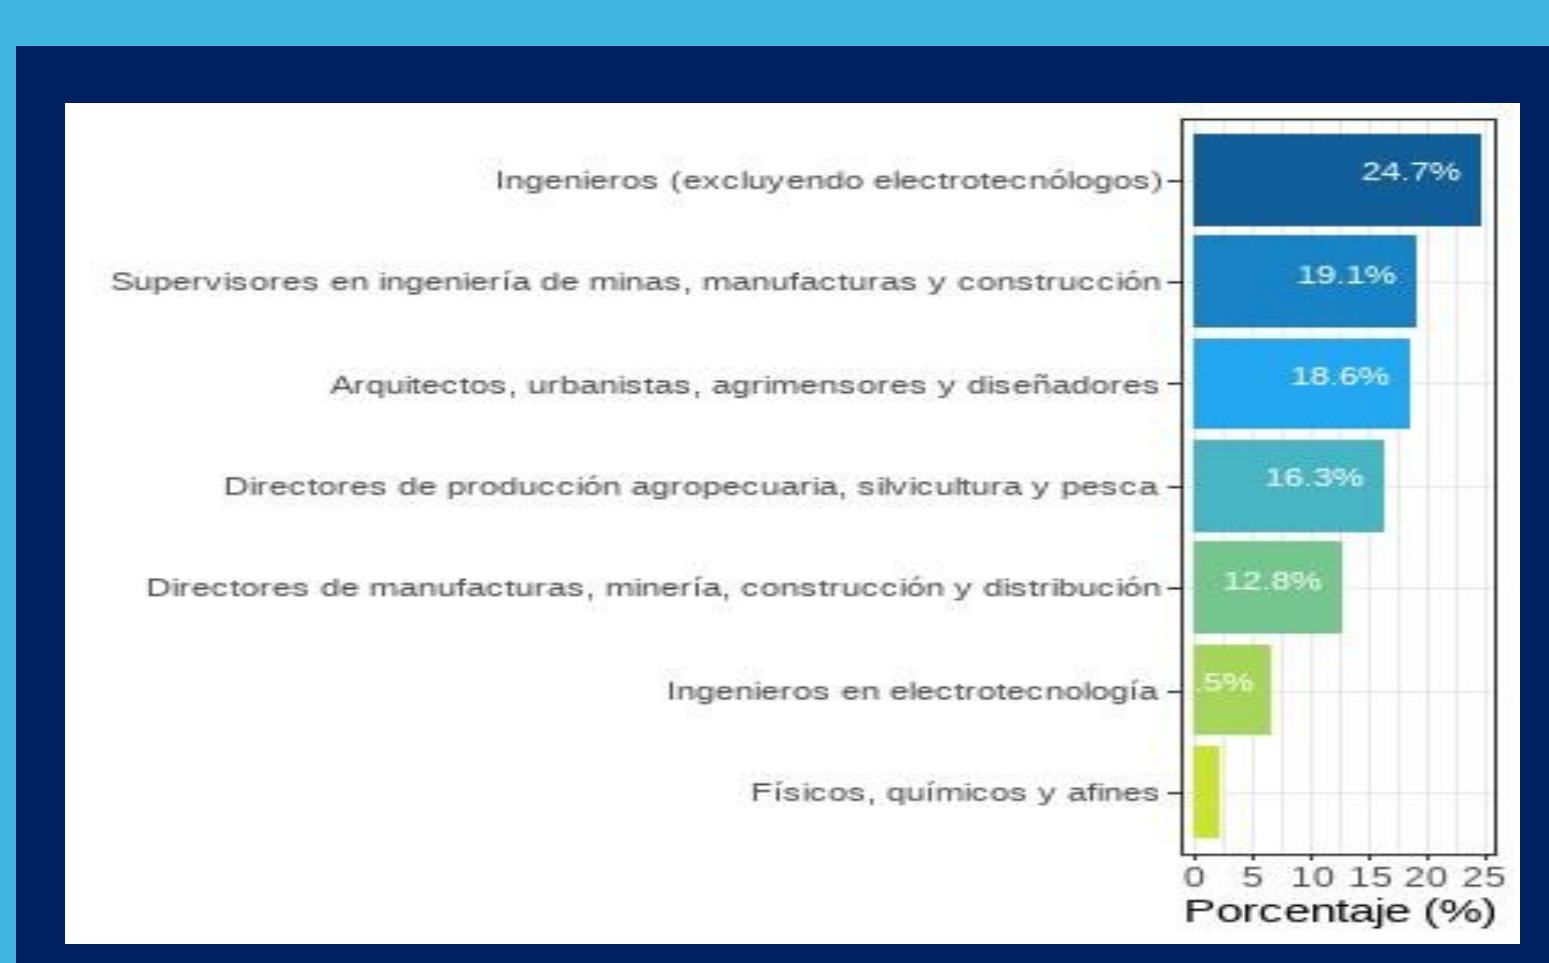 Ingenieros (excluyendo electrotecnólogos)
24.7%
Supervisores en ingeniería de minas, manufacturas y construcción
19.1%
Arquitectos, urbanistas, agrimensores y diseñadores
18.6%
Directores de producción agropecuaria, silvicultura y pesca
16.3%
Directores de manufacturas, minería, construcción y distribución
12.8%
Ingenieros en electrotecnología
.5%
Físicos, químicos y afines
0 5 10 15 20 25
Porcentaje (%)